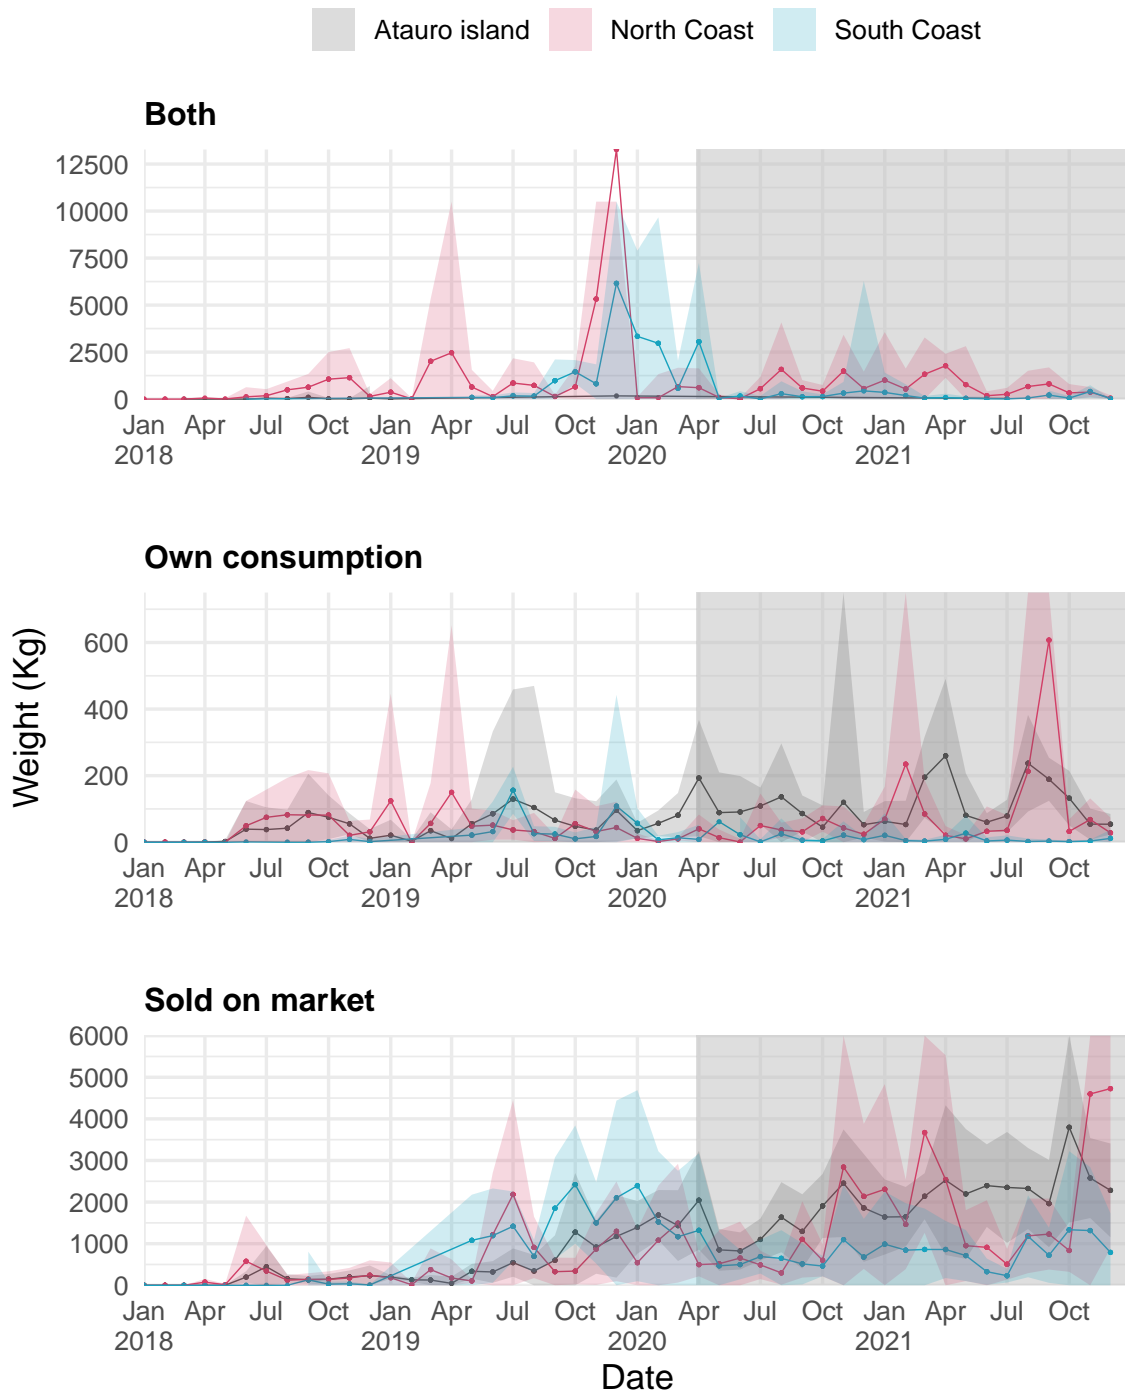 Atauro island North Coast South Coast
Both
12500
10000
7500
5000
2500
0
Jan Apr Jul Oct Jan Apr Jul Oct Jan Apr Jul Oct Jan Apr Jul Oct
2018 2019 2020 2021
Own consumption
Weight (Kg)
600
400
200
0
Jan Apr Jul Oct Jan Apr Jul Oct Jan Apr Jul Oct Jan Apr Jul Oct
2018 2019 2020 2021
Sold on market
6000
5000
4000
3000
2000
1000
0
Jan Apr Jul Oct Jan Apr Jul Oct Jan Apr Jul Oct Jan Apr Jul Oct
2018 2019 2020 2021
Date